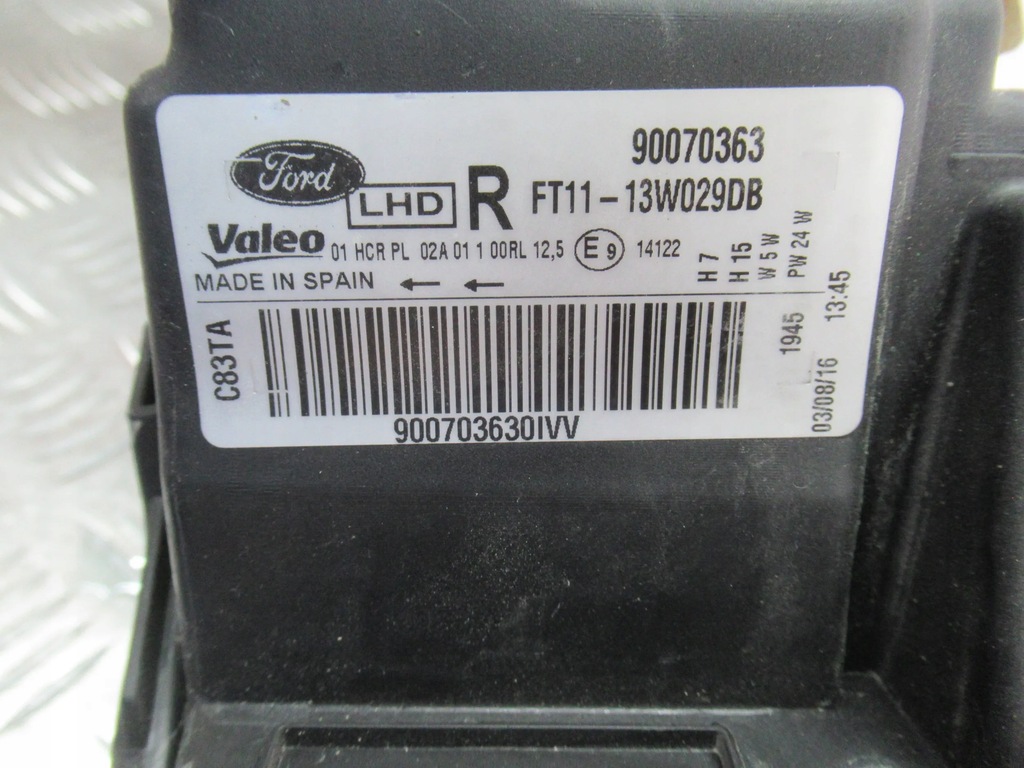 90070363
Ford
LHD R FT11-13W029DB
Valeo 01 HCR PL 02A 01 1 00RL 12,5 E9 14122
MADE IN SPAIN ← ←
H 7
H 15
W 5 W
PW 24 W
C83TA
1945
03/08/16 13:45
900703630IVV